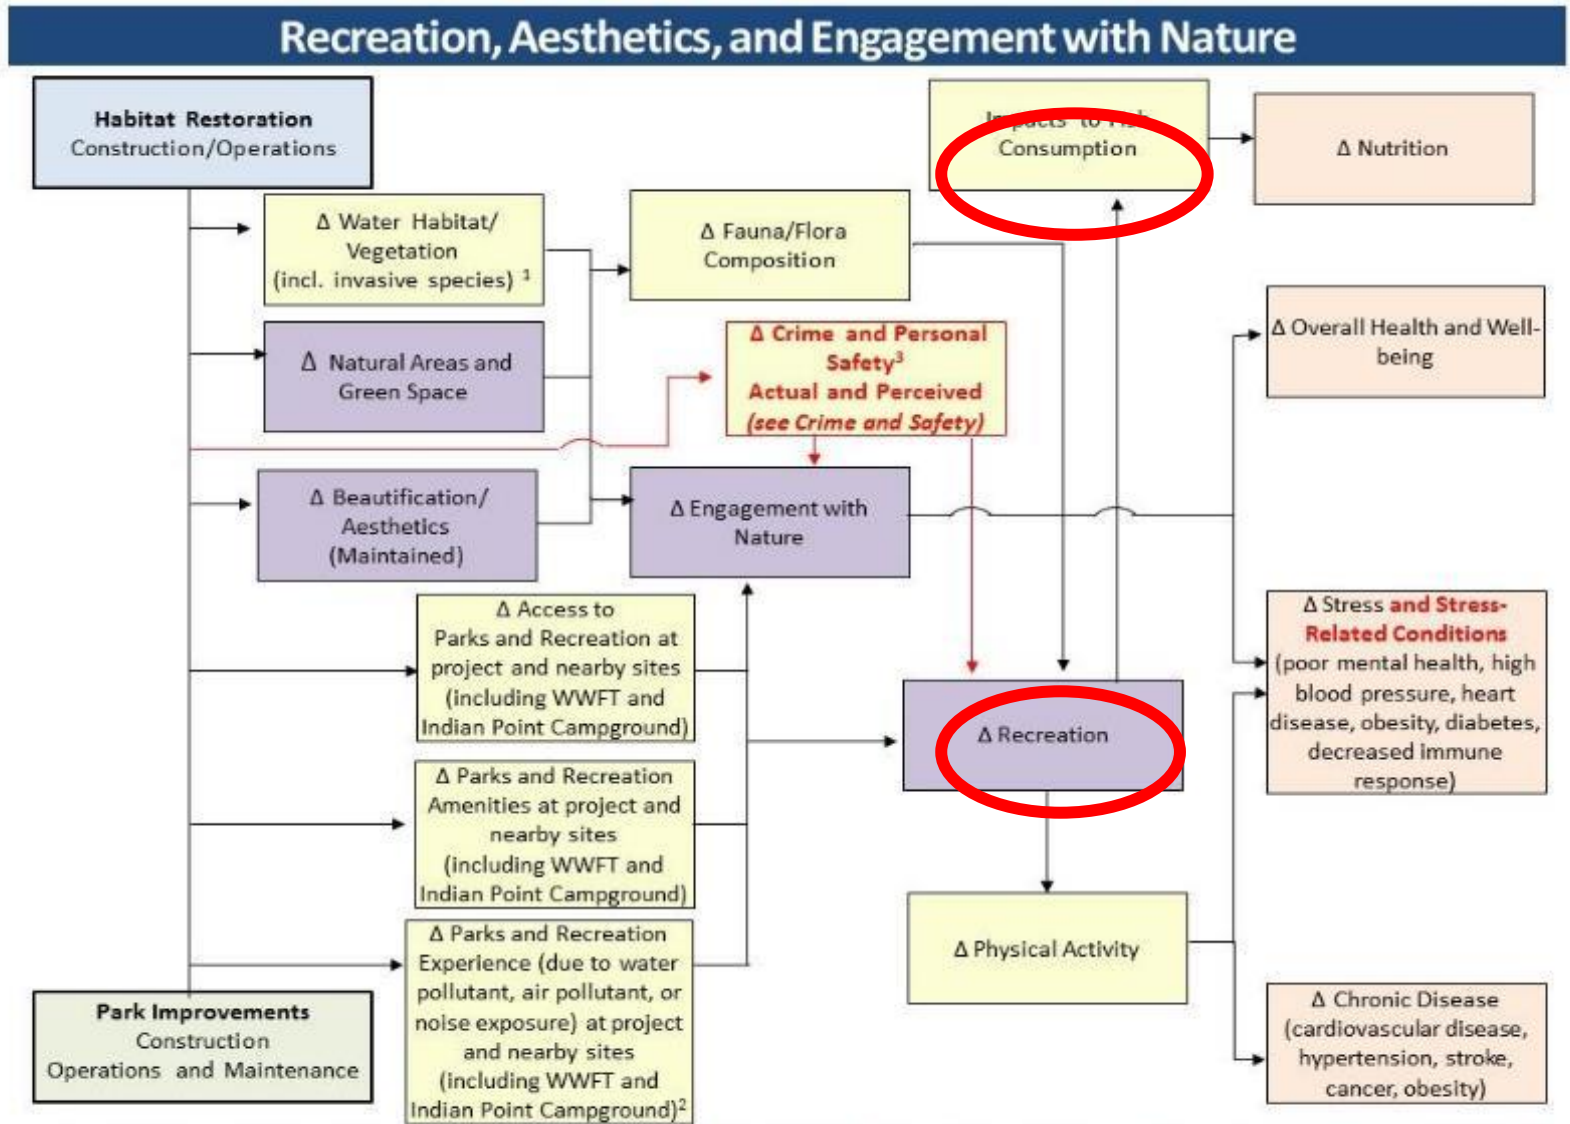 Recreation, Aesthetics, and Engagement with Nature
Habitat Restoration
Construction/Operations
Impacts to Fish
Consumption
Δ Nutrition
Δ Water Habitat/
Vegetation
(incl. invasive species) 1
Δ Fauna/Flora
Composition
Δ Natural Areas and
Green Space
Δ Crime and Personal
Safety3
Actual and Perceived
(see Crime and Safety)
Δ Overall Health and Well-
being
Δ Beautification/
Aesthetics
(Maintained)
Δ Engagement with
Nature
Δ Access to
Parks and Recreation at
project and nearby sites
(including WWFT and
Indian Point Campground)
Δ Stress and Stress-
Related Conditions
(poor mental health, high
blood pressure, heart
disease, obesity, diabetes,
decreased immune
response)
Δ Recreation
Δ Parks and Recreation
Amenities at project and
nearby sites
(including WWFT and
Indian Point Campground)
Δ Physical Activity
Δ Parks and Recreation
Experience (due to water
pollutant, air pollutant, or
noise exposure) at project
and nearby sites
(including WWFT and
Indian Point Campground)2
Park Improvements
Construction
Operations and Maintenance
Δ Chronic Disease
(cardiovascular disease,
hypertension, stroke,
cancer, obesity)